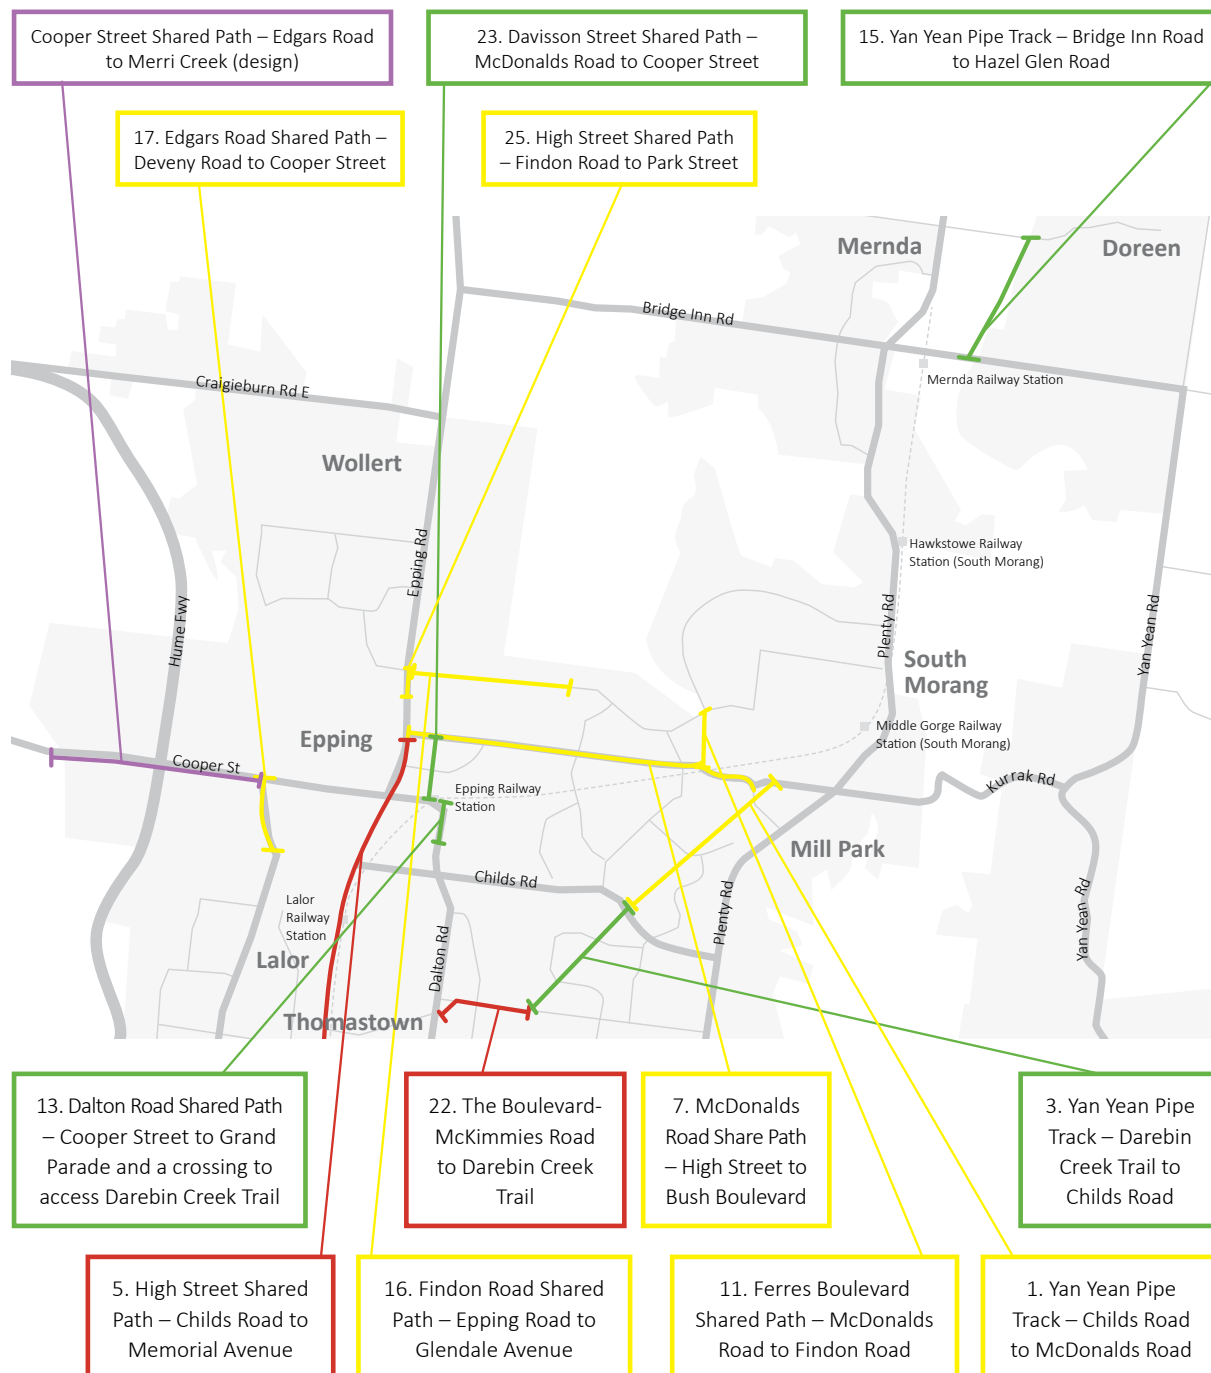 Cooper Street Shared Path – Edgars Road
to Merri Creek (design)
23. Davisson Street Shared Path –
McDonalds Road to Cooper Street
15. Yan Yean Pipe Track – Bridge Inn Road
to Hazel Glen Road
17. Edgars Road Shared Path –
Deveny Road to Cooper Street
25. High Street Shared Path
– Findon Road to Park Street
Mernda
Doreen
Bridge Inn Rd
Mernda Railway Station
Craigieburn Rd E
Wollert
Epping Rd
Hawkstowe Railway
Station (South Morang)
Hume Fwy
Plenty Rd
Yan Yean Rd
South
Morang
Middle Gorge Railway
Station (South Morang)
Epping
Cooper St
Epping Railway
Station
Kurrak Rd
Mill Park
Childs Rd
Plenty Rd
Lalor
Railway
Station
Yan Yean Rd
Lalor
Dalton Rd
Thomastown
13. Dalton Road Shared Path
– Cooper Street to Grand
Parade and a crossing to
access Darebin Creek Trail
22. The Boulevard-
McKimmies Road
to Darebin Creek
Trail
7. McDonalds
Road Share Path
– High Street to
Bush Boulevard
3. Yan Yean Pipe
Track – Darebin
Creek Trail to
Childs Road
5. High Street Shared
Path – Childs Road to
Memorial Avenue
16. Findon Road Shared
Path – Epping Road to
Glendale Avenue
11. Ferres Boulevard
Shared Path – McDonalds
Road to Findon Road
1. Yan Yean Pipe
Track – Childs Road
to McDonalds Road